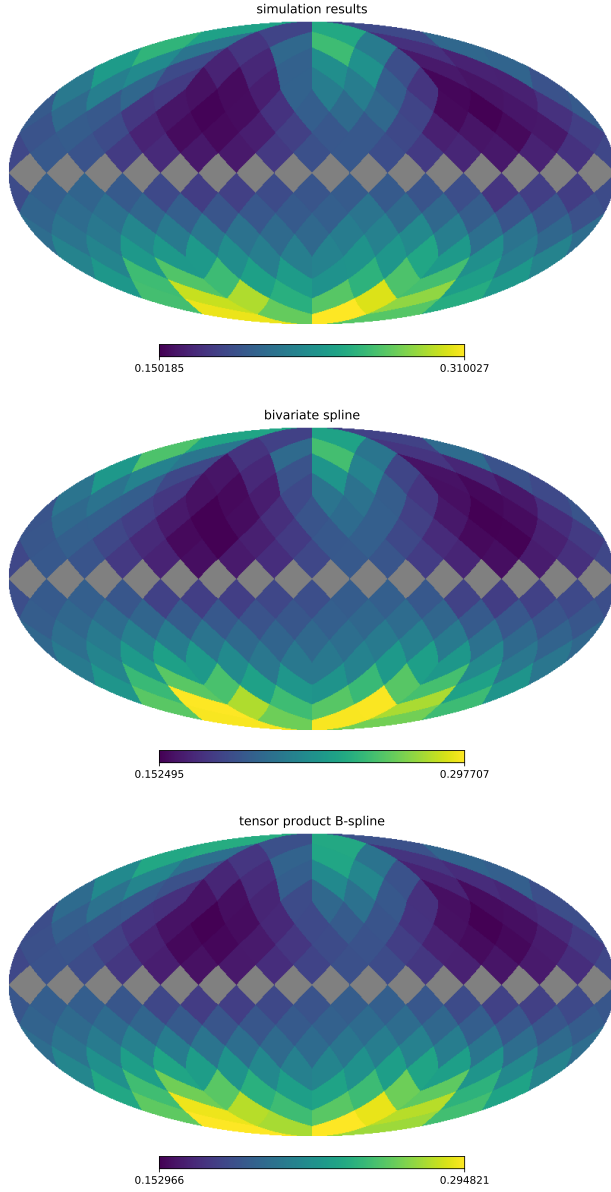 simulation results
0.150185 0.310027
bivariate spline
0.152495 0.297707
tensor product B-spline
0.152966 0.294821